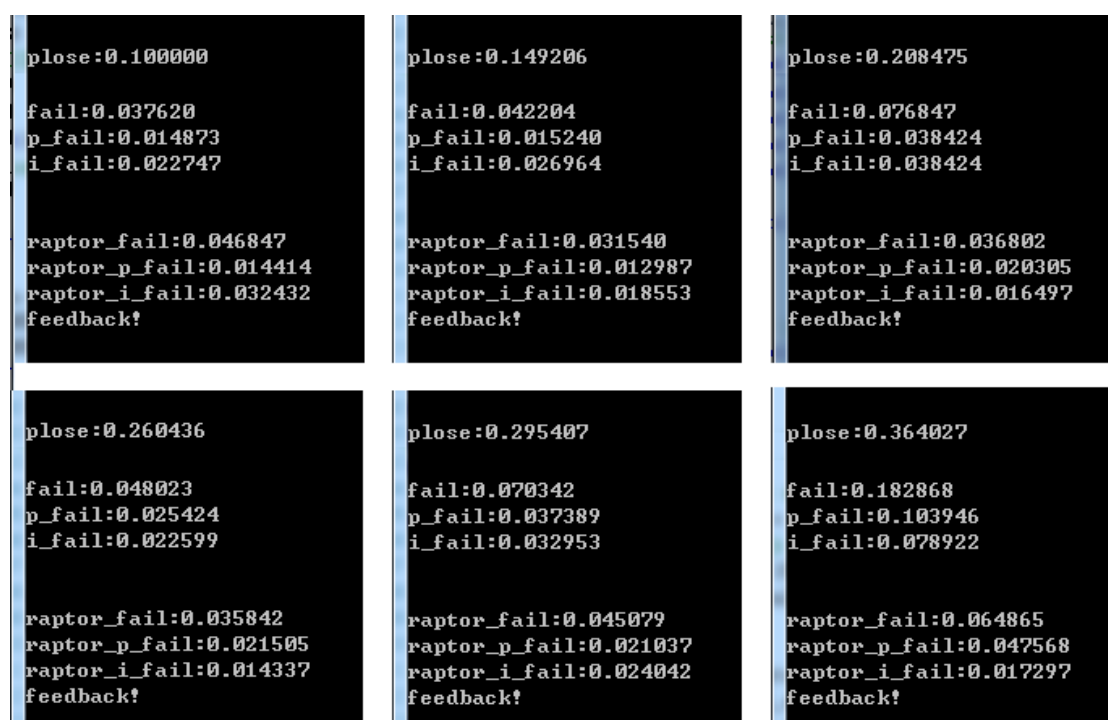 plose:0.100000
fail:0.037620
p_fail:0.014873
i_fail:0.022747
raptor_fail:0.046847
raptor_p_fail:0.014414
raptor_i_fail:0.032432
feedback!
plose:0.149206
fail:0.042204
p_fail:0.015240
i_fail:0.026964
raptor_fail:0.031540
raptor_p_fail:0.012987
raptor_i_fail:0.018553
feedback!
plose:0.208475
fail:0.076847
p_fail:0.038424
i_fail:0.038424
raptor_fail:0.036802
raptor_p_fail:0.020305
raptor_i_fail:0.016497
feedback!
plose:0.260436
fail:0.048023
p_fail:0.025424
i_fail:0.022599
raptor_fail:0.035842
raptor_p_fail:0.021505
raptor_i_fail:0.014337
feedback!
plose:0.295407
fail:0.070342
p_fail:0.037389
i_fail:0.032953
raptor_fail:0.045079
raptor_p_fail:0.021037
raptor_i_fail:0.024042
feedback!
plose:0.364027
fail:0.182868
p_fail:0.103946
i_fail:0.078922
raptor_fail:0.064865
raptor_p_fail:0.047568
raptor_i_fail:0.017297
feedback!